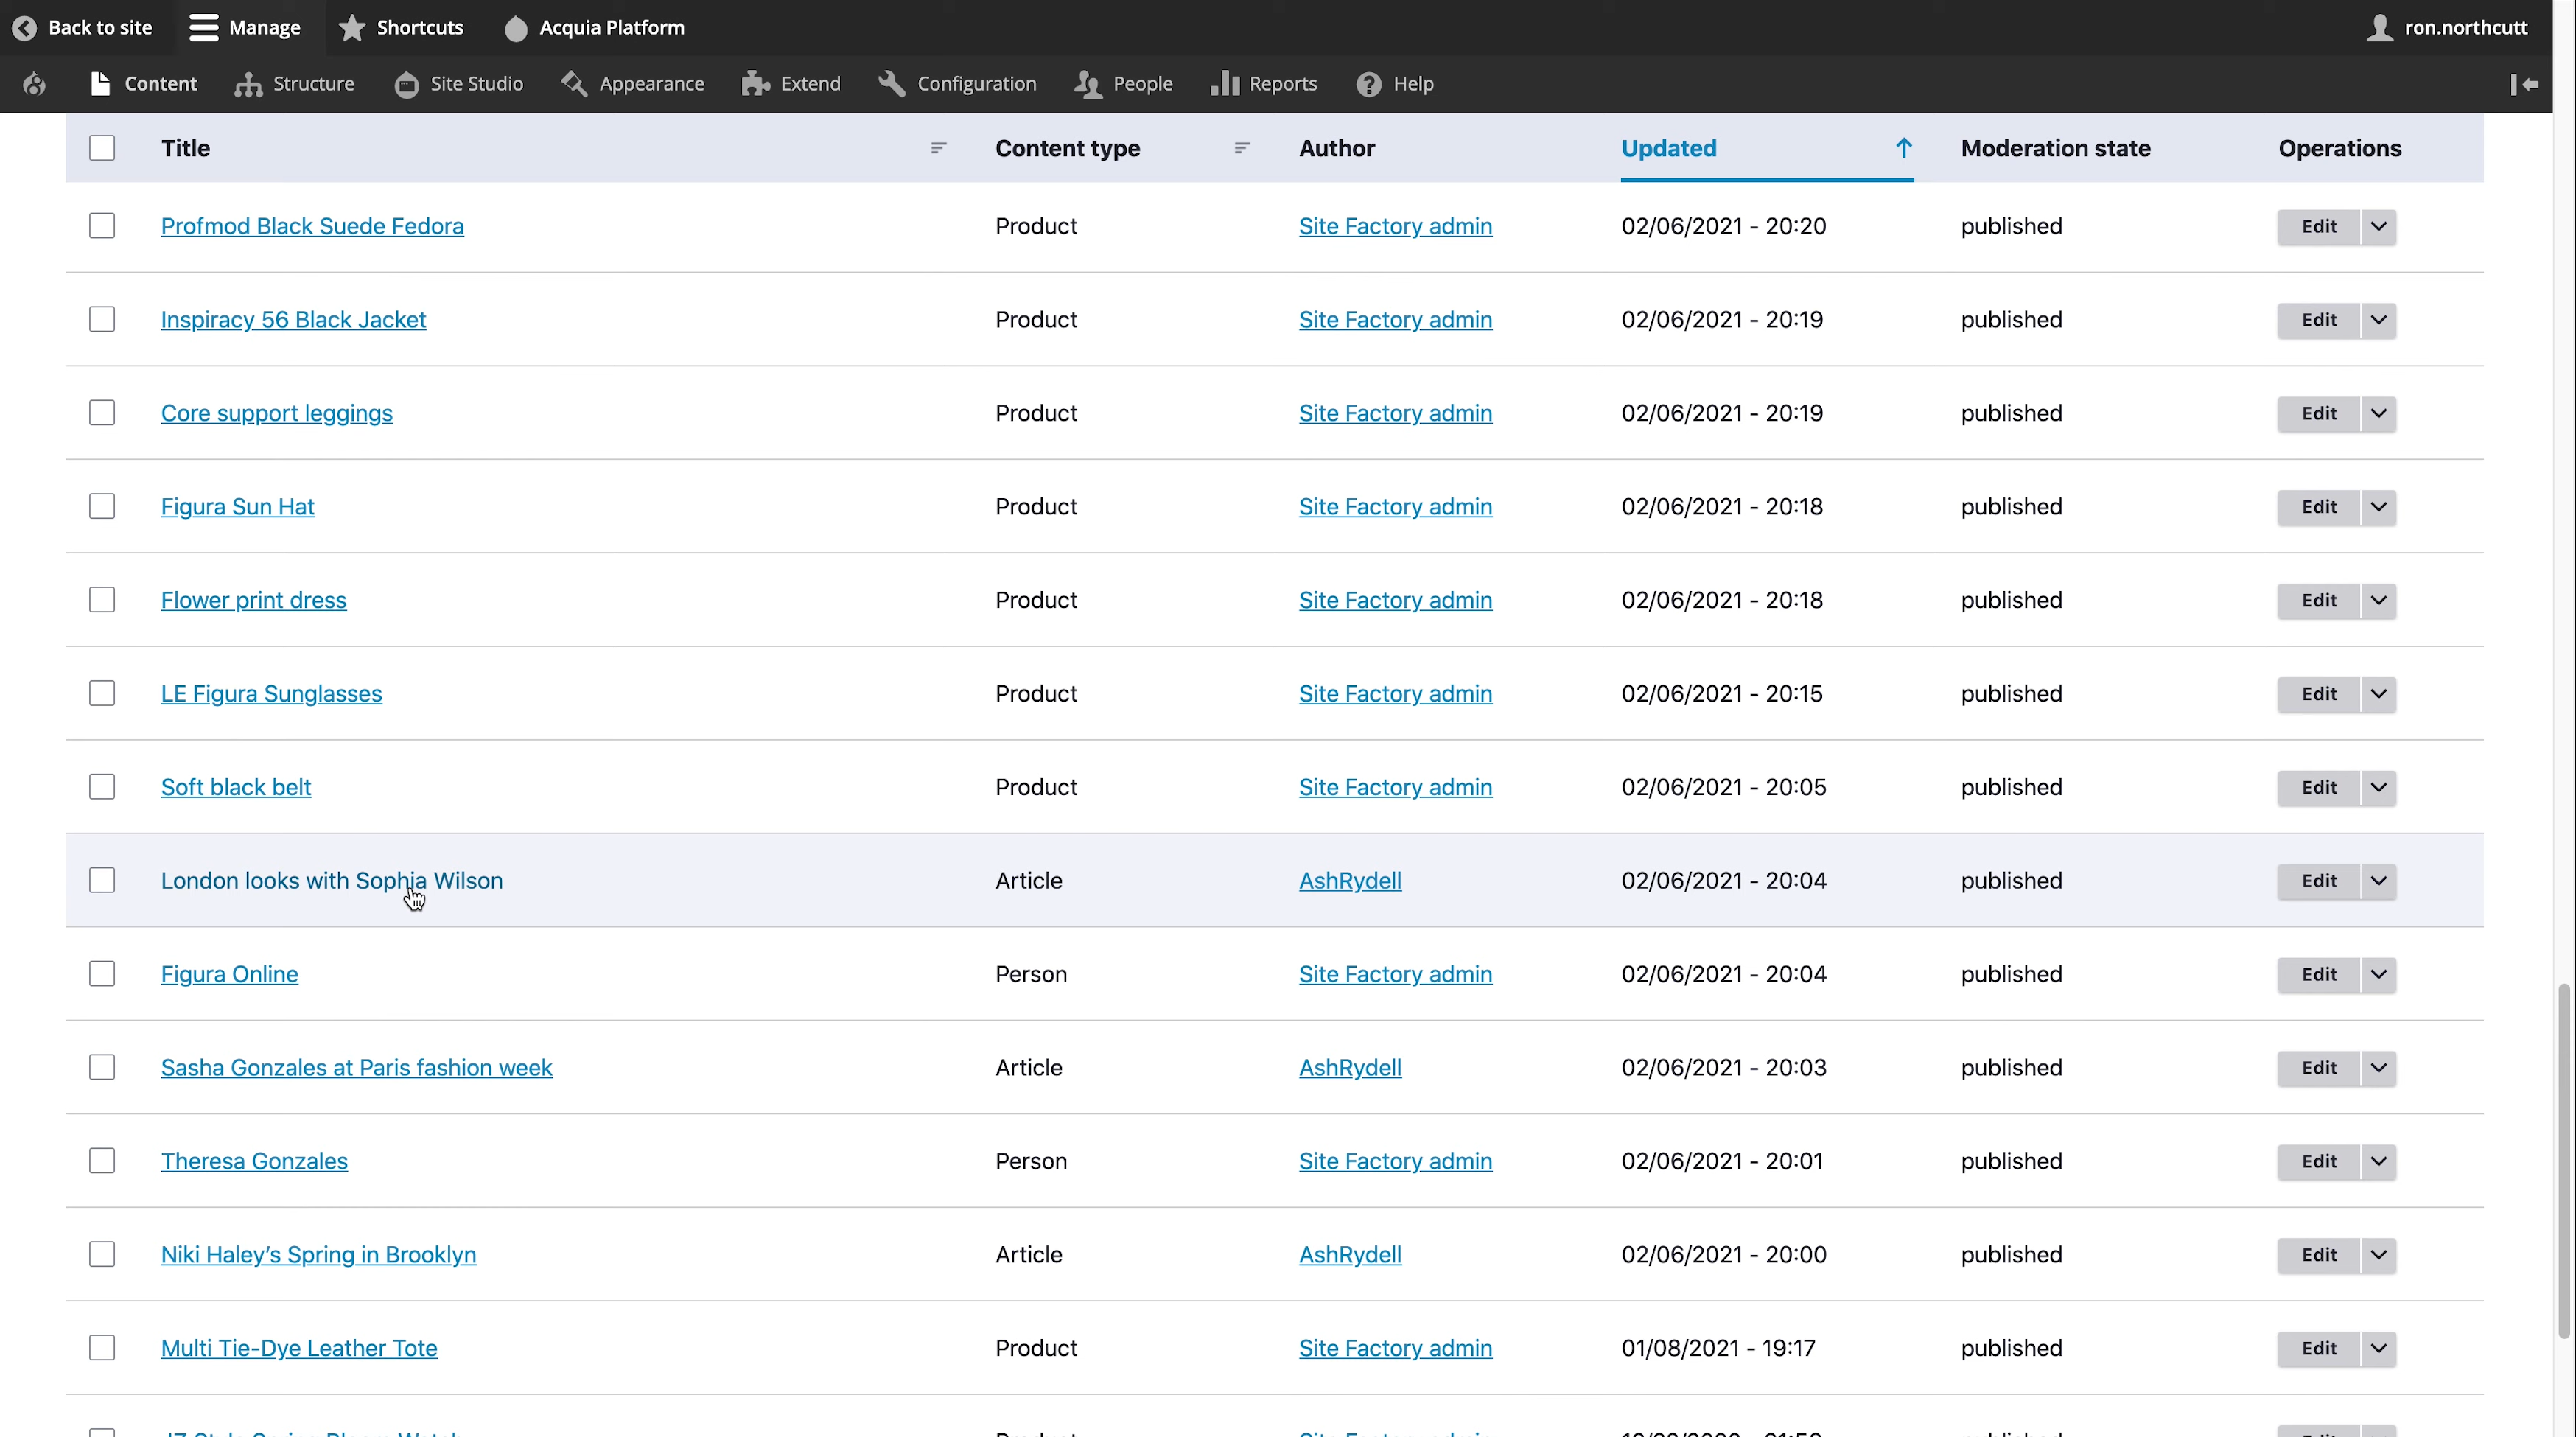 Back to site Manage Shortcuts Acquia Platform ron.northcutt
Content Structure Site Studio Appearance Extend Configuration People Reports Help
Title Content type Author Updated Moderation state Operations
Profmod Black Suede Fedora Product Site Factory admin 02/06/2021 - 20:20 published Edit
Inspiracy 56 Black Jacket Product Site Factory admin 02/06/2021 - 20:19 published Edit
Core support leggings Product Site Factory admin 02/06/2021 - 20:19 published Edit
Figura Sun Hat Product Site Factory admin 02/06/2021 - 20:18 published Edit
Flower print dress Product Site Factory admin 02/06/2021 - 20:18 published Edit
LE Figura Sunglasses Product Site Factory admin 02/06/2021 - 20:15 published Edit
Soft black belt Product Site Factory admin 02/06/2021 - 20:05 published Edit
London looks with Sophia Wilson Article AshRydell 02/06/2021 - 20:04 published Edit
Figura Online Person Site Factory admin 02/06/2021 - 20:04 published Edit
Sasha Gonzales at Paris fashion week Article AshRydell 02/06/2021 - 20:03 published Edit
Theresa Gonzales Person Site Factory admin 02/06/2021 - 20:01 published Edit
Niki Haley's Spring in Brooklyn Article AshRydell 02/06/2021 - 20:00 published Edit
Multi Tie-Dye Leather Tote Product Site Factory admin 01/08/2021 - 19:17 published Edit